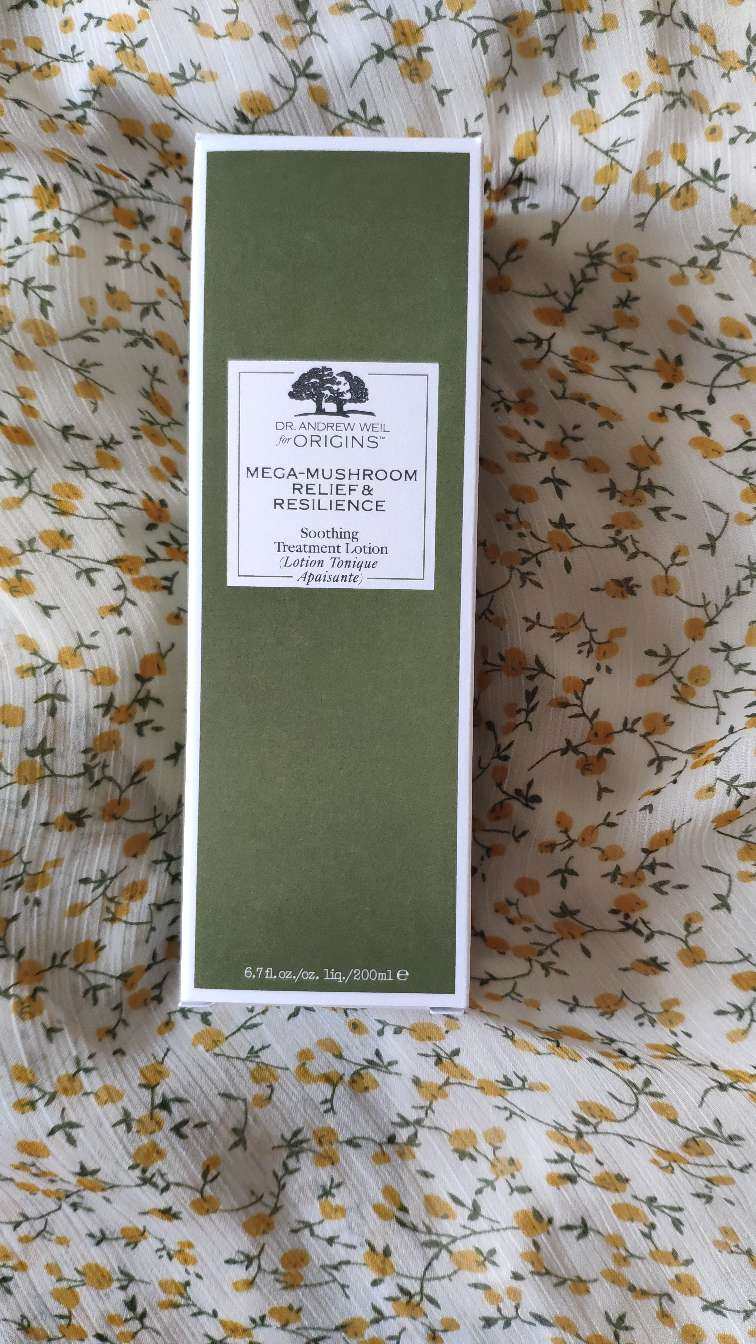 DR. ANDREW WEIL
for ORIGINS™
MEGA-MUSHROOM
RELIEF &
RESILIENCE
Soothing
Treatment Lotion
(Lotion Tonique
Apaisante)
6.7 fl.oz./oz. liq./200ml ℮